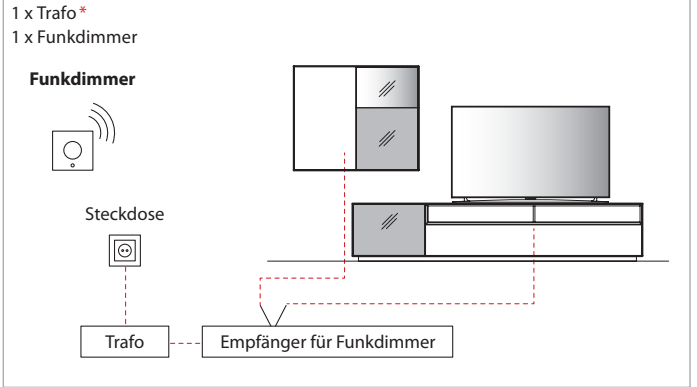 1 x Trafo *
1 x Funkdimmer
Funkdimmer
Steckdose
Trafo
Empfänger für Funkdimmer